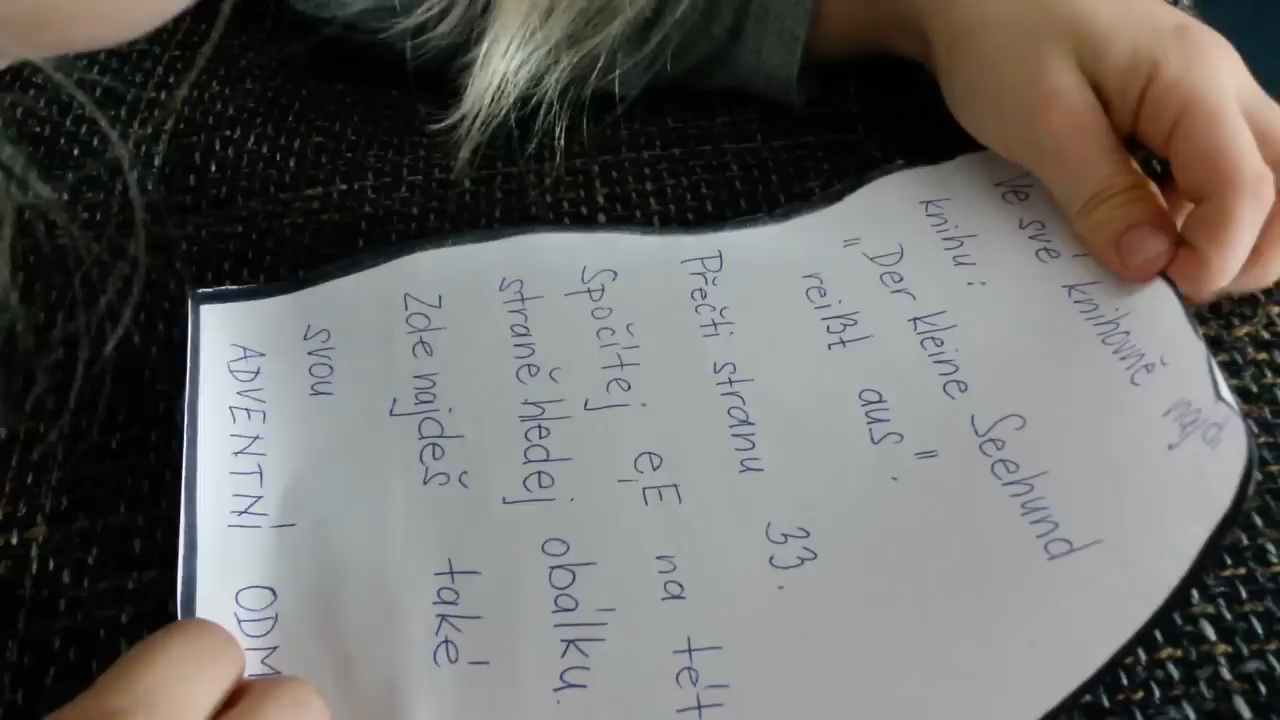 Ve své knihovně najdi
knihu:
"Der kleine Seehund
reißt aus".
Přečti stranu 33.
Spočítej e,E na tét
straně hledej obálku.
Zde najdeš také
svou
ADVENTNÍ ODM